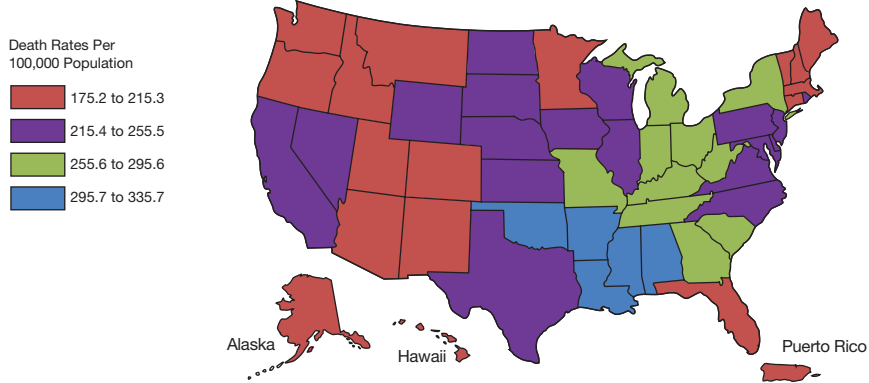 Death Rates Per
100,000 Population
175.2 to 215.3
215.4 to 255.5
255.6 to 295.6
295.7 to 335.7
Alaska
Hawaii
Puerto Rico